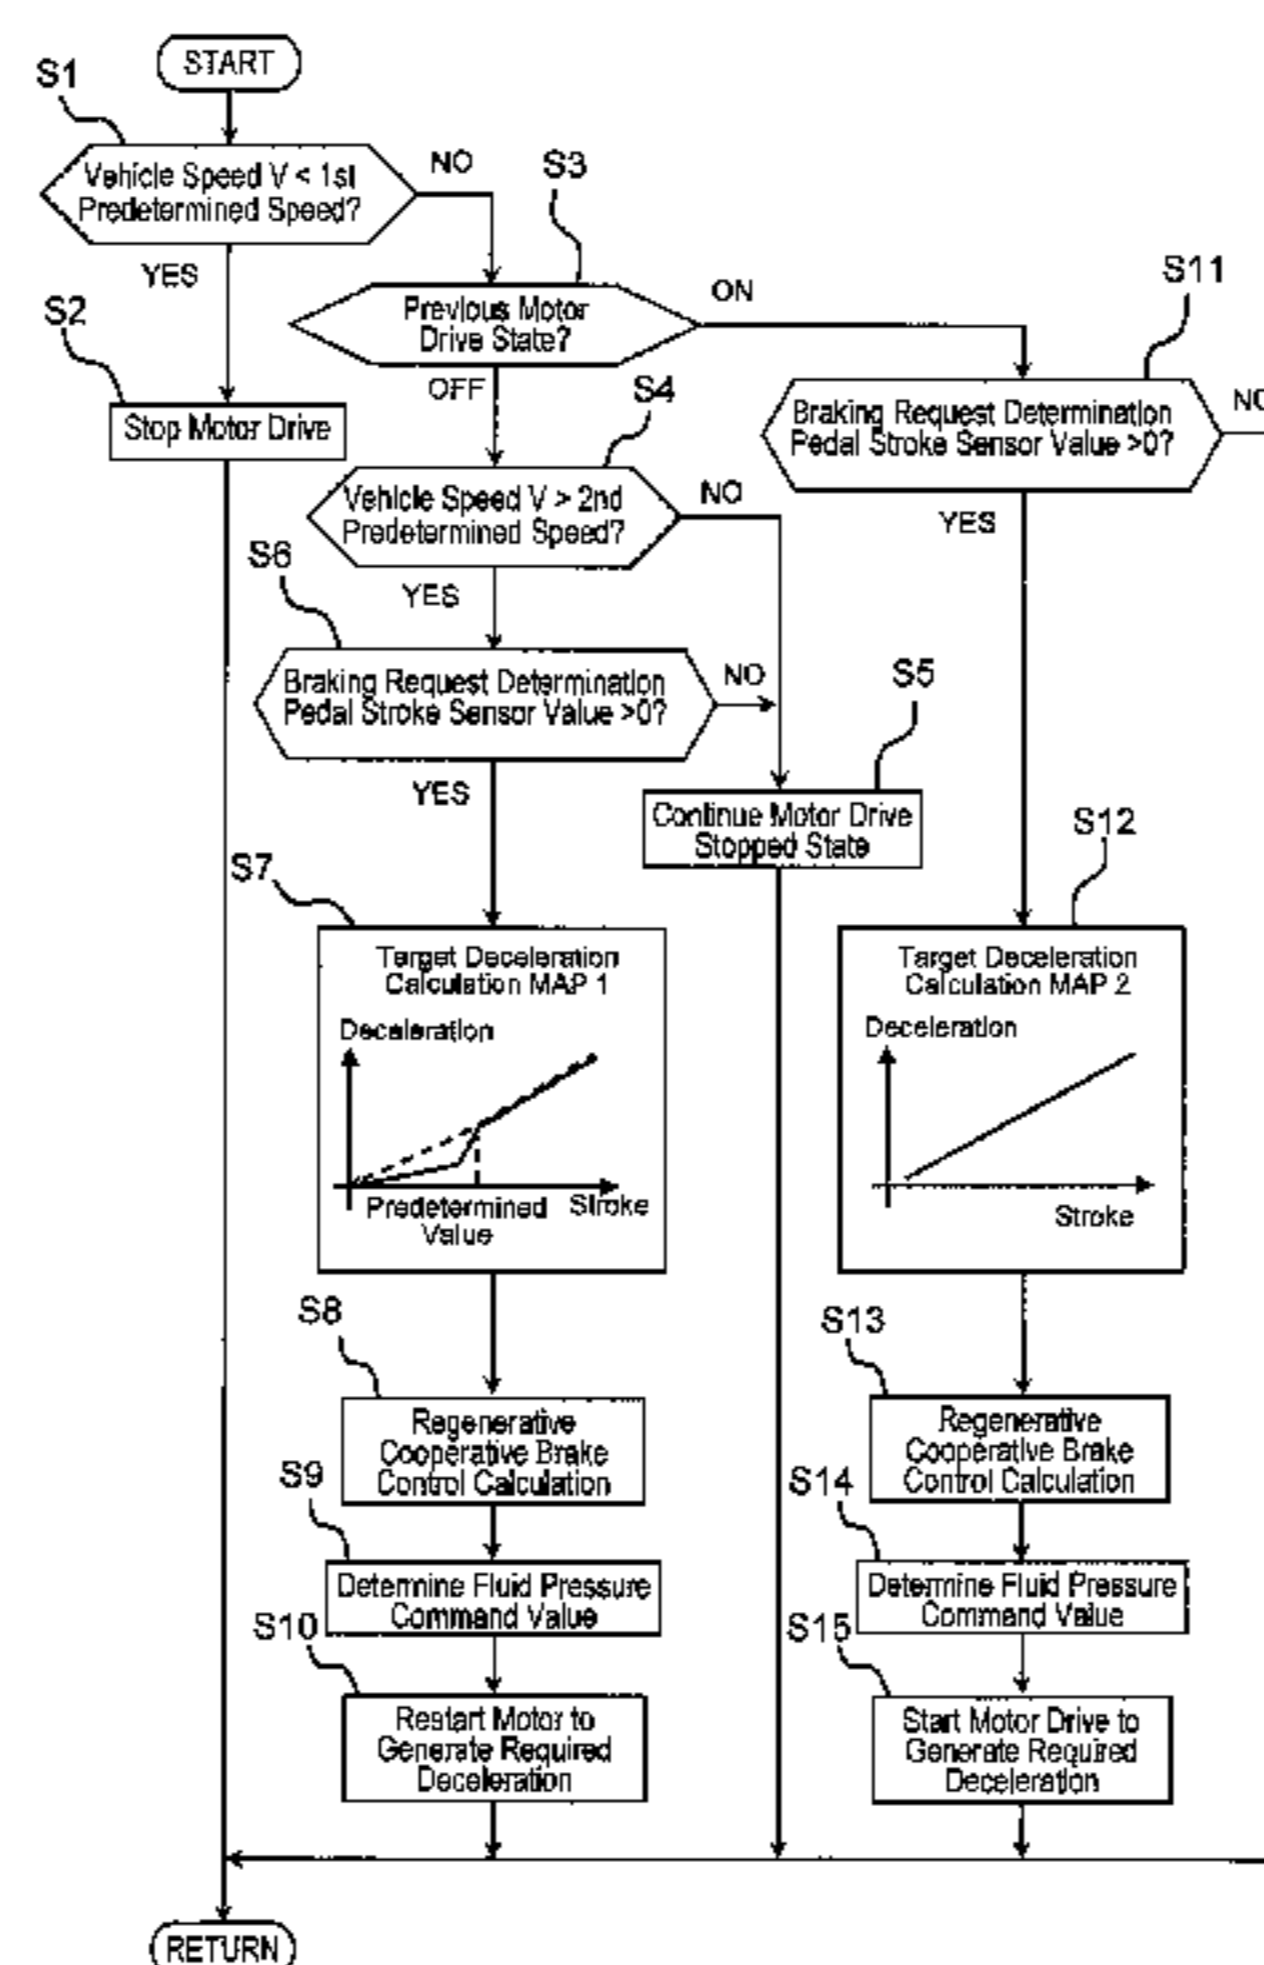 START
S1
Vehicle Speed V < 1st
Predetermined Speed?
NO
YES
S3
Previous Motor
Drive State?
ON
OFF
S2
Stop Motor Drive
S11
Braking Request Determination
Pedal Stroke Sensor Value >0?
NO
YES
S4
Vehicle Speed V > 2nd
Predetermined Speed?
NO
YES
S6
Braking Request Determination
Pedal Stroke Sensor Value >0?
NO
YES
S5
Continue Motor Drive
Stopped State
S7
Target Deceleration
Calculation MAP 1
Deceleration
Predetermined
Value
Stroke
S12
Target Deceleration
Calculation MAP 2
Deceleration
Stroke
S8
Regenerative
Cooperative Brake
Control Calculation
S13
Regenerative
Cooperative Brake
Control Calculation
S9
Determine Fluid Pressure
Command Value
S14
Determine Fluid Pressure
Command Value
S10
Restart Motor to
Generate Required
Deceleration
S15
Start Motor Drive to
Generate Required
Deceleration
RETURN